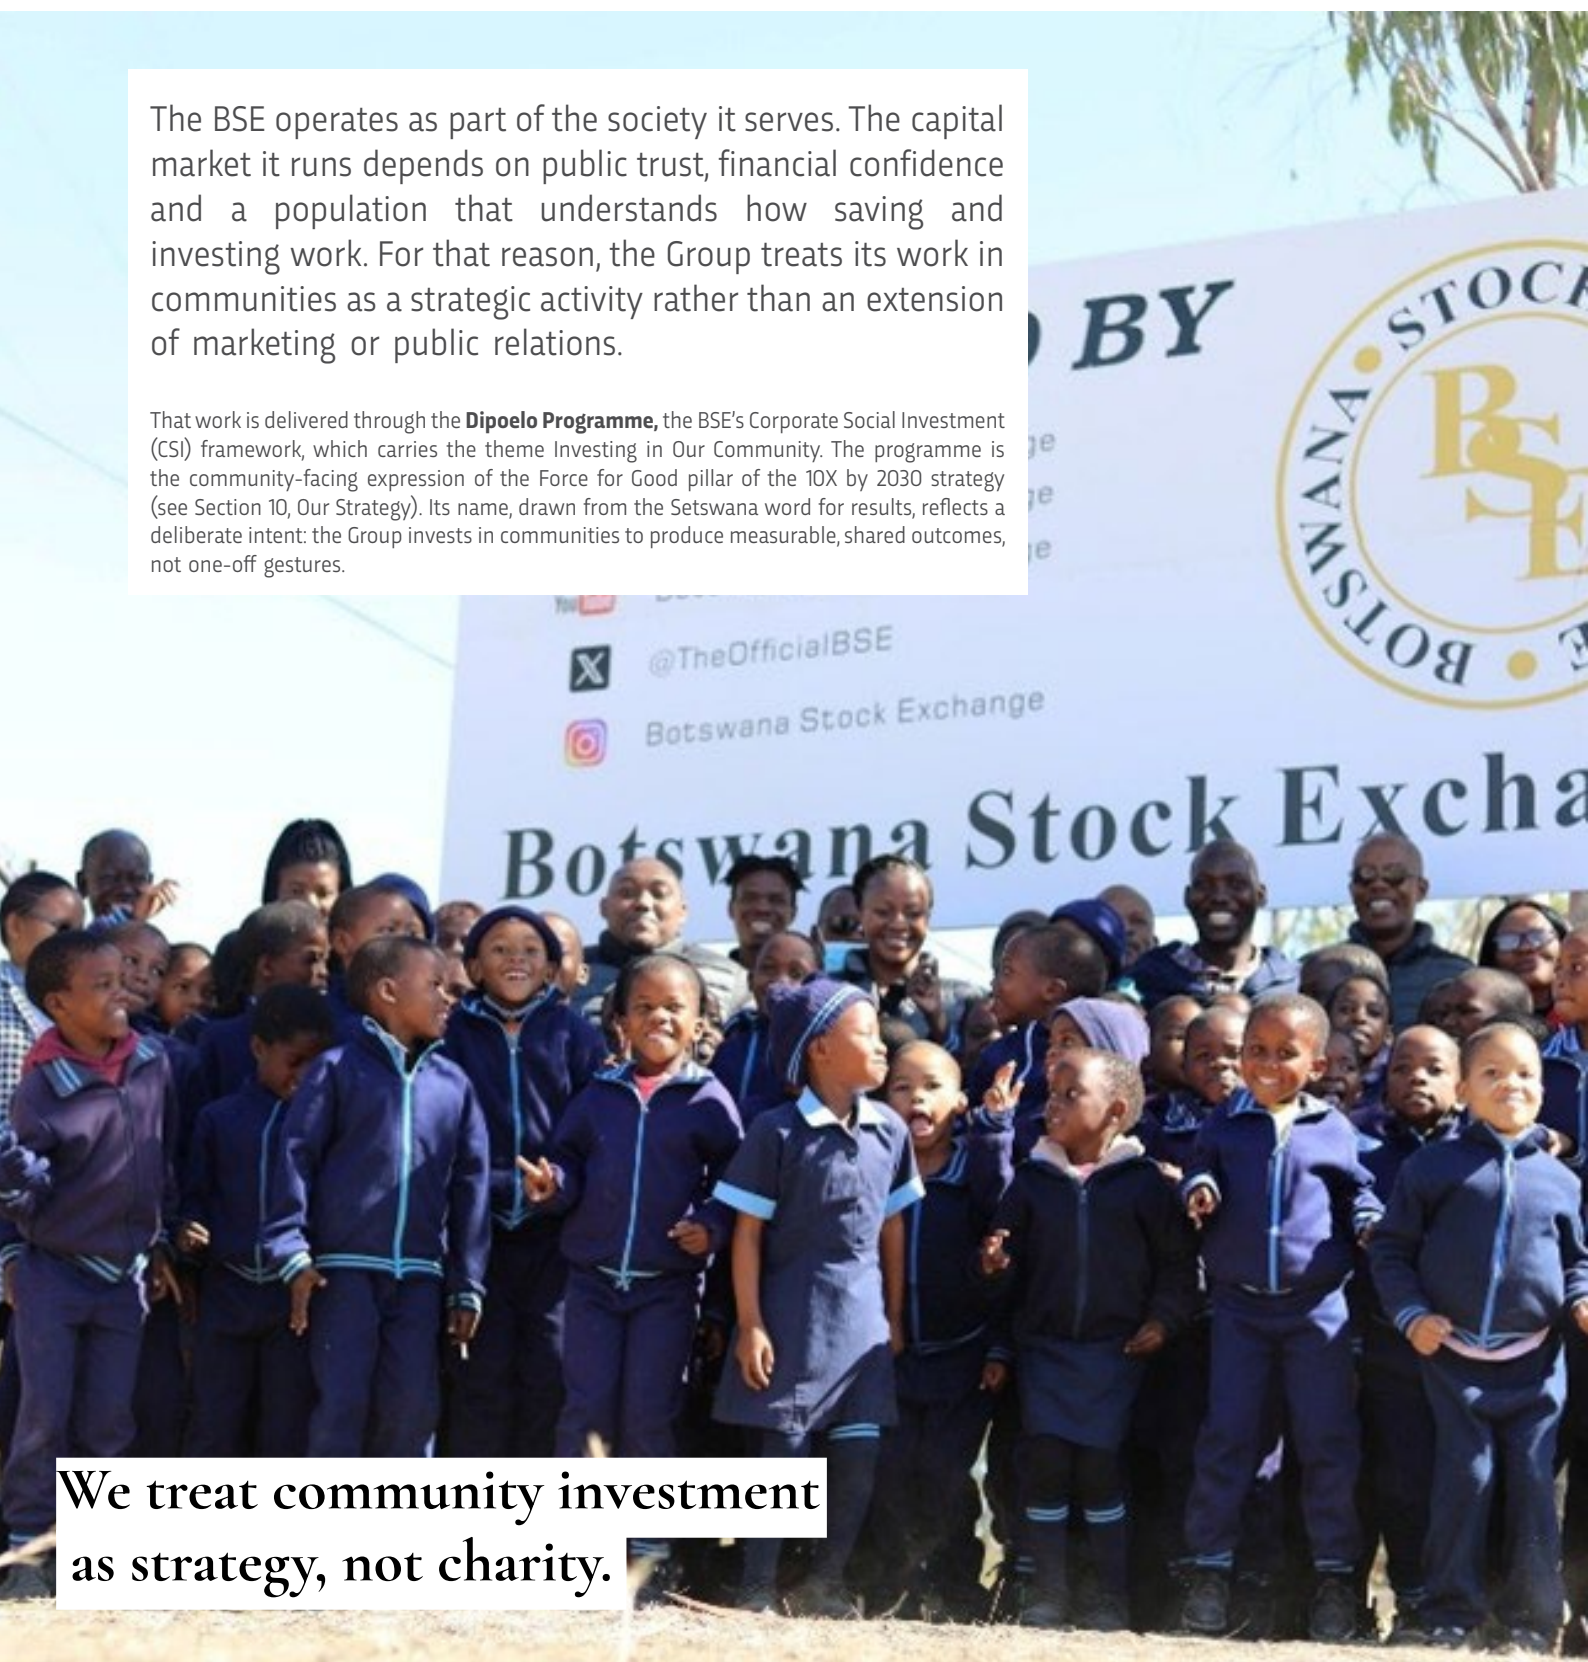 The BSE operates as part of the society it serves. The capital
market it runs depends on public trust, financial confidence
and a population that understands how saving and
investing work. For that reason, the Group treats its work in
communities as a strategic activity rather than an extension
of marketing or public relations.
That work is delivered through the Dipoelo Programme, the BSE's Corporate Social Investment
(CSI) framework, which carries the theme Investing in Our Community. The programme is
the community-facing expression of the Force for Good pillar of the 10X by 2030 strategy
(see Section 10, Our Strategy). Its name, drawn from the Setswana word for results, reflects a
deliberate intent: the Group invests in communities to produce measurable, shared outcomes,
not one-off gestures.
BY
BOTSWANA • STOCK
BSE
@TheOfficialBSE
Botswana Stock Exchange
Botswana Stock Excha
We treat community investment
as strategy, not charity.